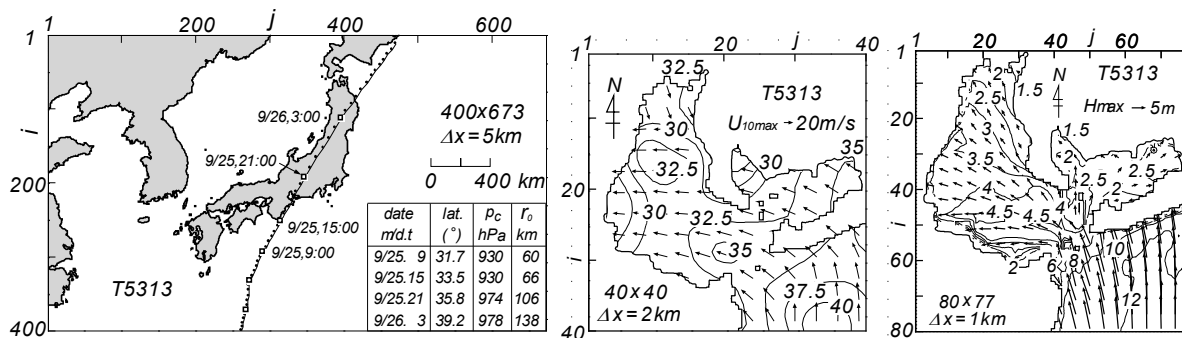 1 200 j 400 600
1
200
400
i
9/26,3:00
9/25,21:00
9/25,15:00
9/25,9:00
T5313
400x673
Δx = 5km
0 400 km
date lat. pc r₀
m/d.t (°) hPa km
9/25. 9 31.7 930 60
9/25.15 33.5 930 66
9/25.21 35.8 974 106
9/26. 3 39.2 978 138
1 20 j 40
1
20
i
40
N
T5313
U10max → 20m/s
32.5
30
32.5
30
35
30
32.5
35
37.5
40
40x40
Δx = 2km
1 20 40 j 60
1
20
40
i
60
80
N
T5313
Hmax → 5m
2
2.5
1.5
3
3.5
1.5
2
2.5
2.5
4
4
2
4.5
4.5
10
2
6
8
12
80x77
Δx = 1km